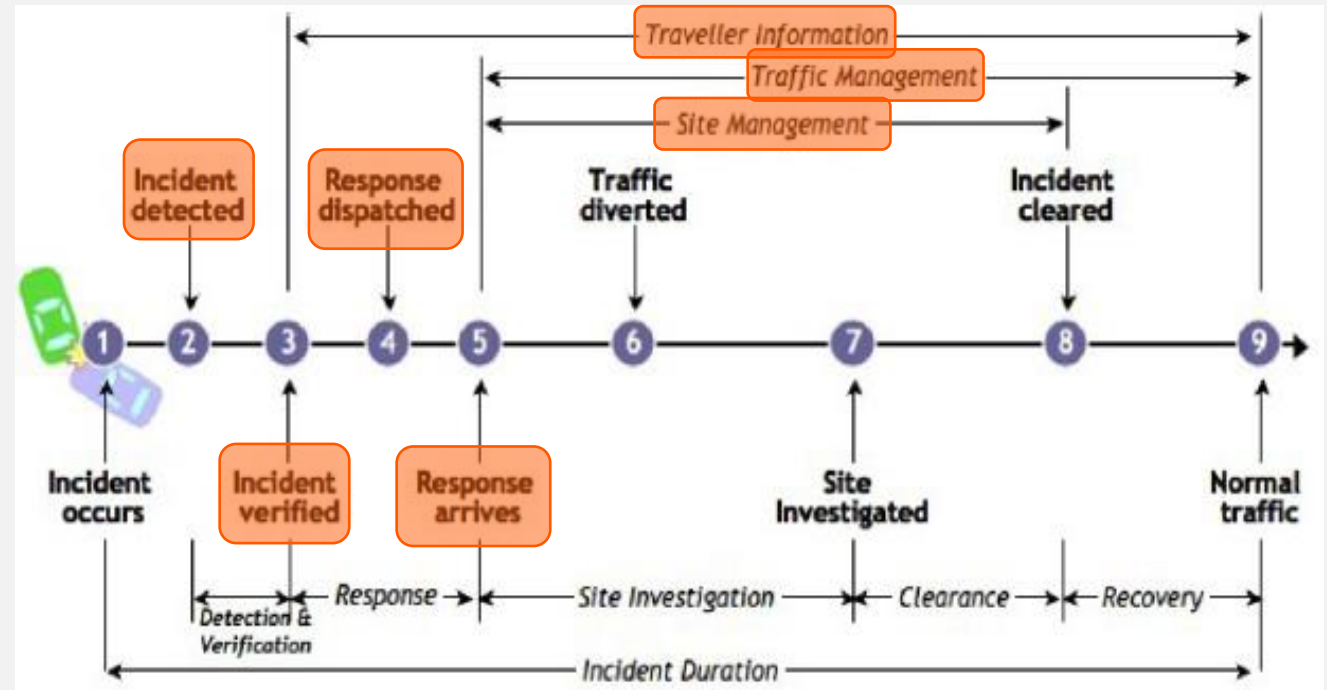 Traveller Information
Traffic Management
Site Management
Incident
detected
Response
dispatched
Traffic
diverted
Incident
cleared
1 2 3 4 5 6 7 8 9
Incident
occurs
Incident
verified
Response
arrives
Site
Investigated
Normal
traffic
Detection &
Verification
Response
Site Investigation
Clearance
Recovery
Incident Duration